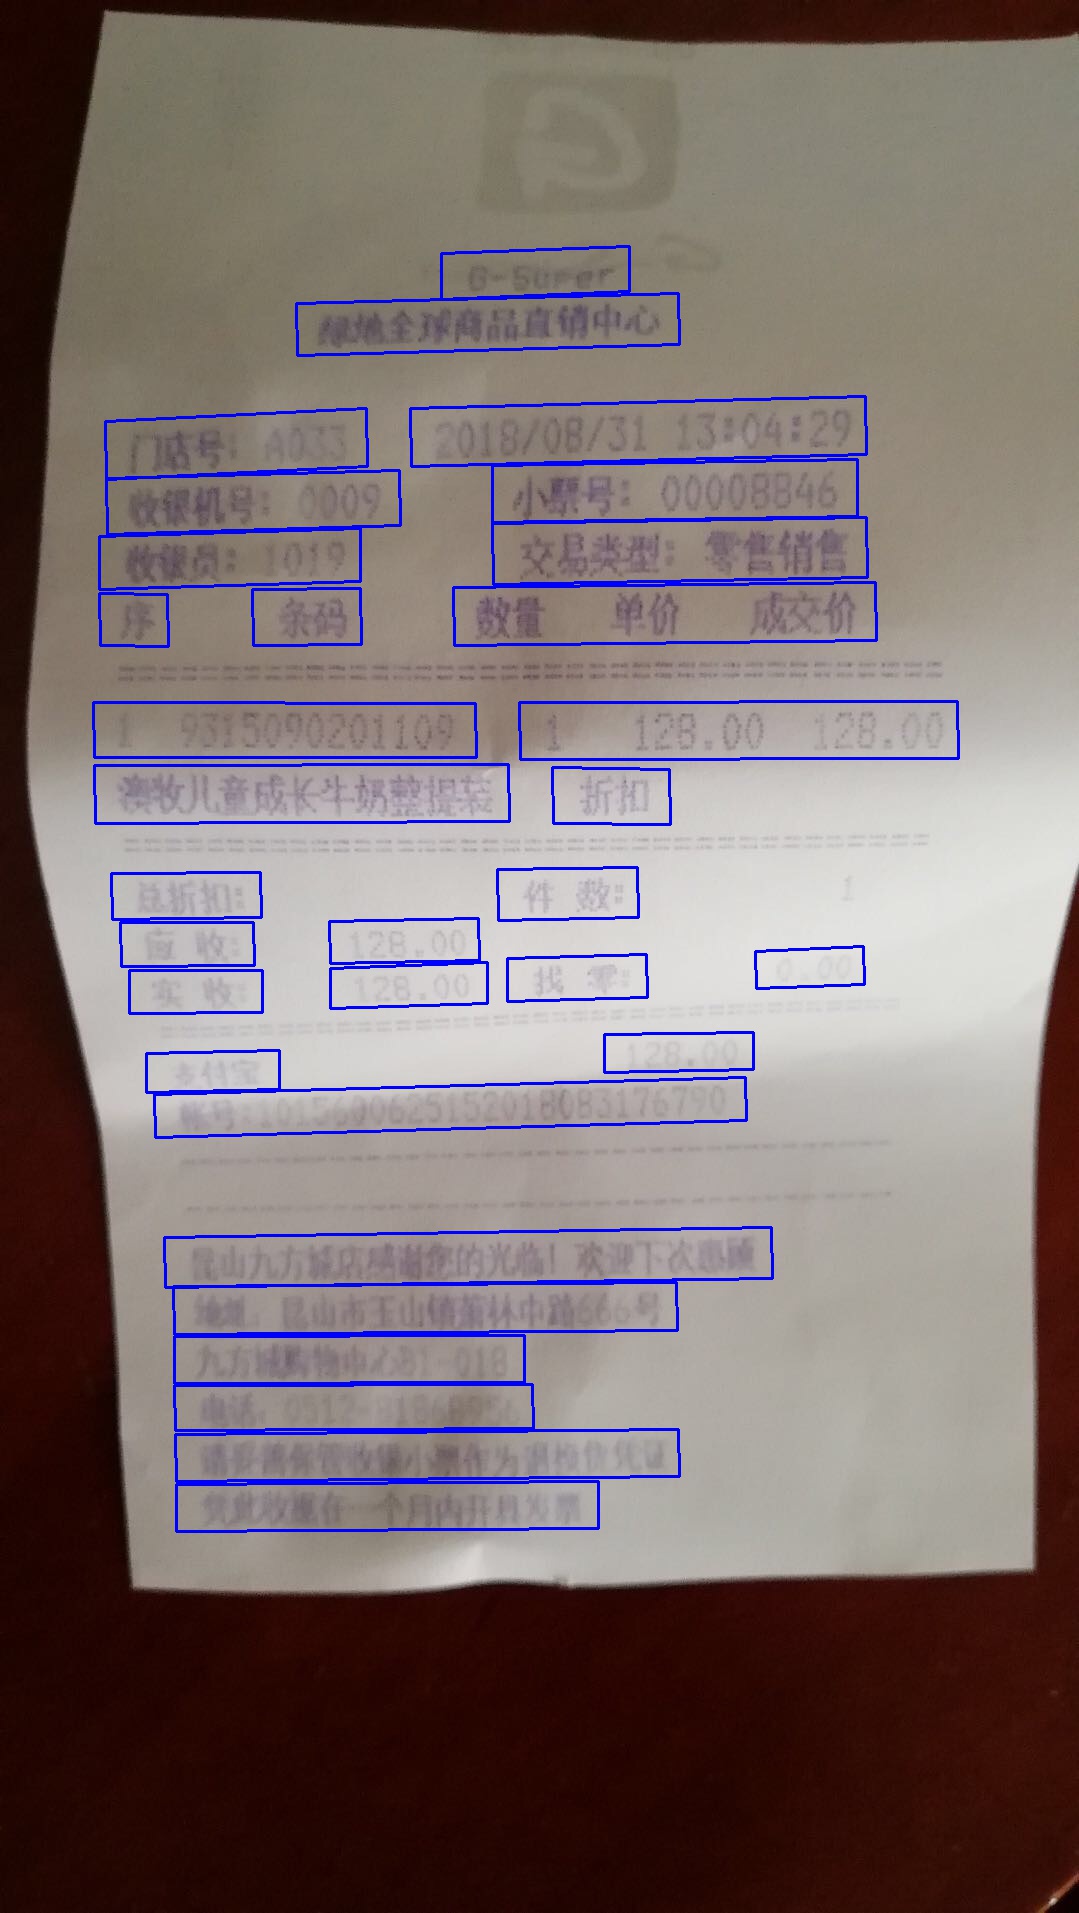 G-Super
绿地全球商品直销中心
门店号: A033 2018/08/31 13:04:29
收银机号: 0009 小票号: 00008846
收银员: 1019 交易类型: 零售销售
序 条码 数量 单价 成交价
1 9315090201109 1 128.00 128.00
澳牧儿童成长牛奶整提装 折扣
总折扣: 件 数: 1
应 收: 128.00
实 收: 128.00 找 零: 0.00
支付宝 128.00
帐号:1015600625152018083176790
昆山九方城店感谢您的光临! 欢迎下次惠顾
地址: 昆山市玉山镇萧林中路666号
九方城购物中心B1-018
电话: 0512-
请妥善保管收银小票作为退换货凭证
凭此收据在一个月内开具发票